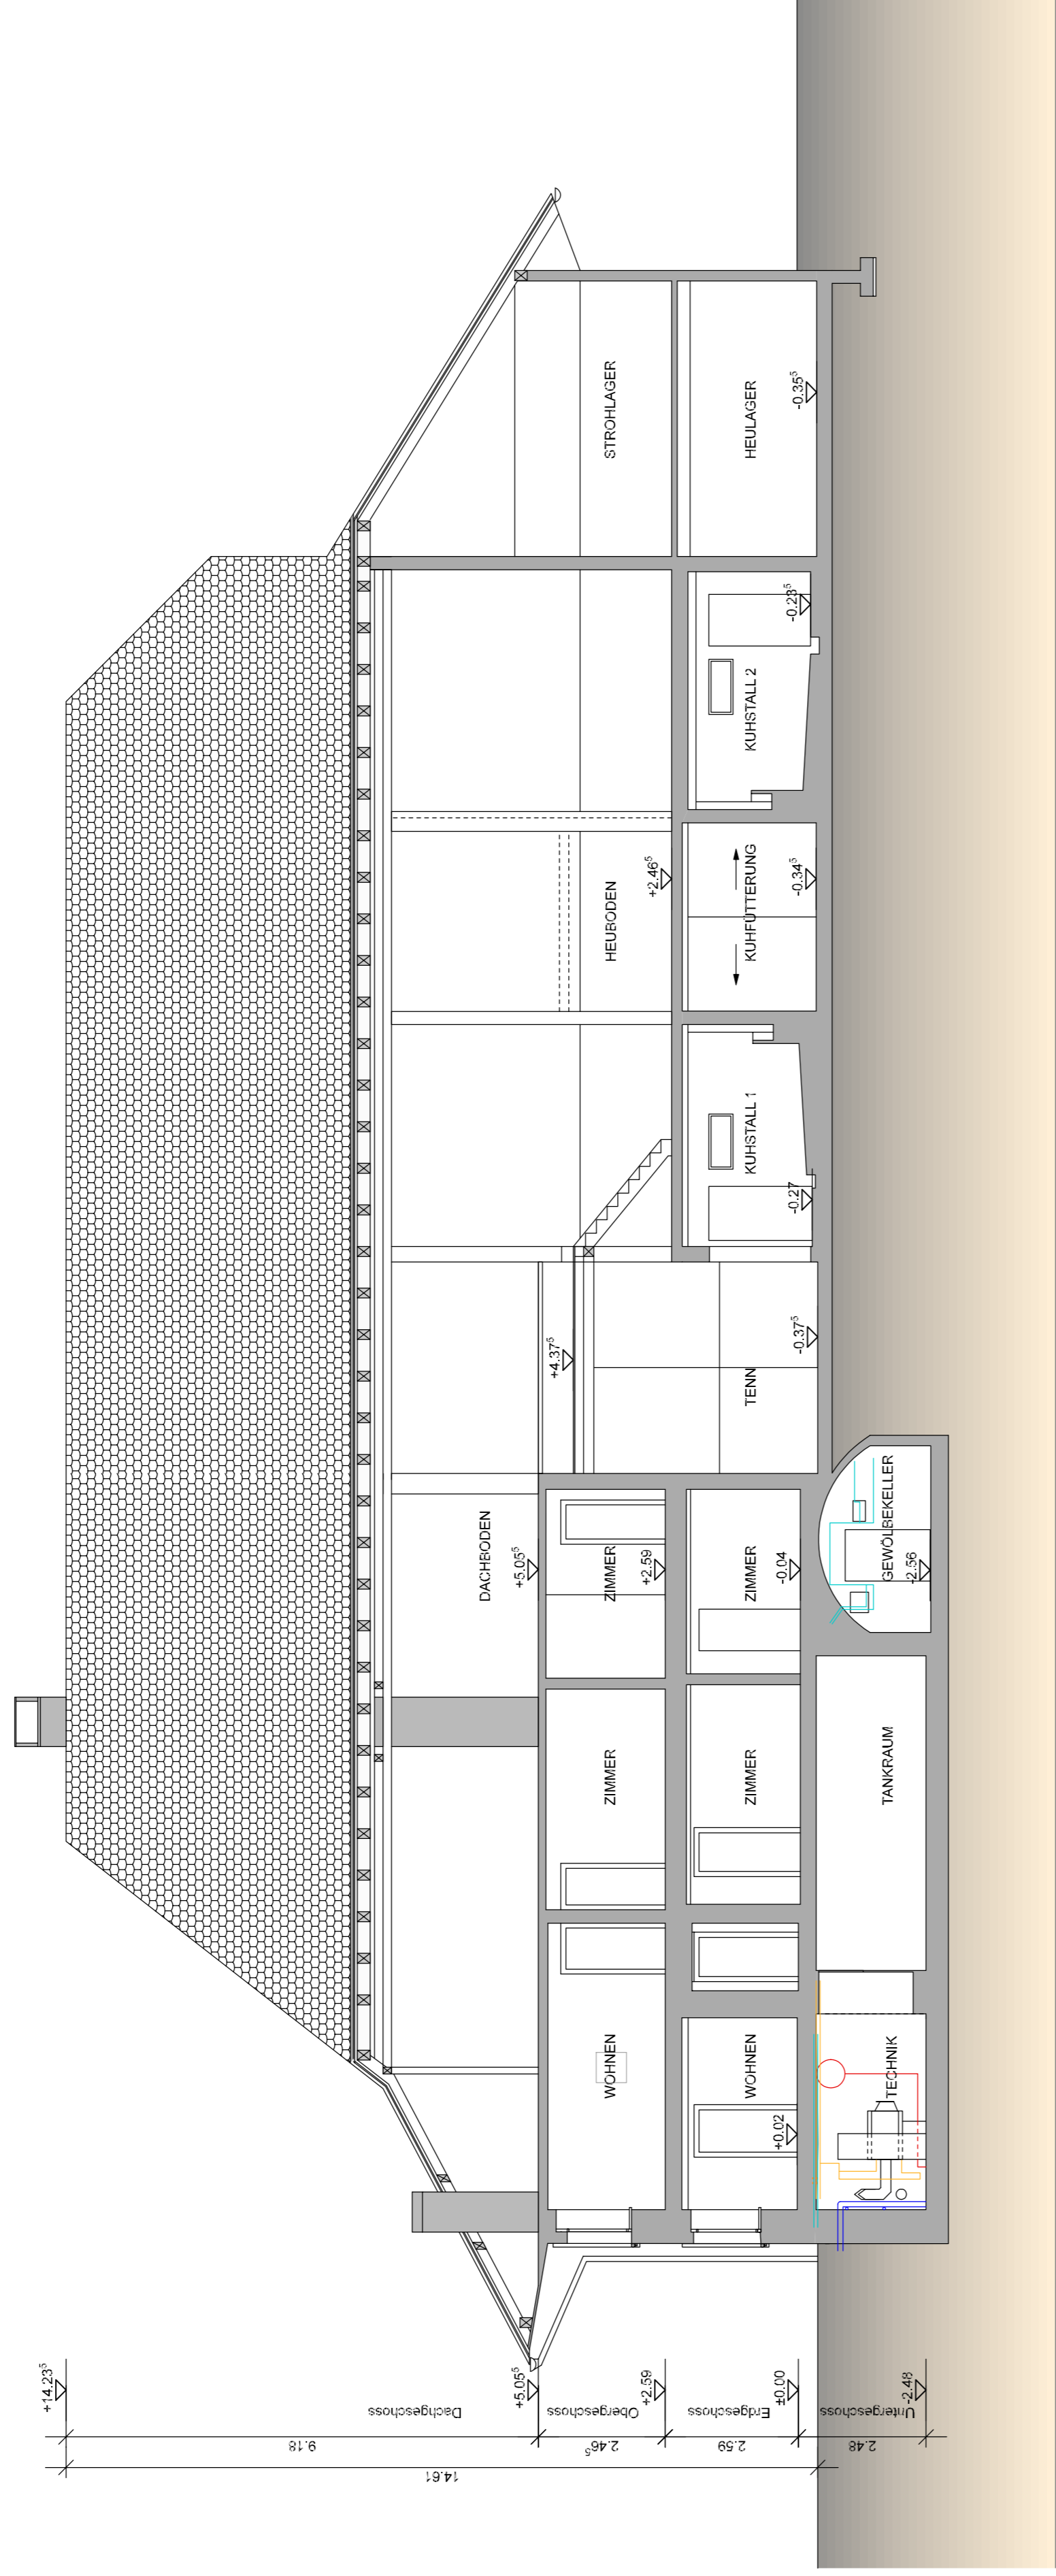 STROHLAGER
HEULAGER
-0.35⁵
KUHSTALL 2
-0.23⁵
HEUBODEN
+2.46⁵
KUHFÜTTERUNG
-0.34⁵
KUHSTALL 1
-0.27
+4.37⁵
TENN
-0.37⁵
DACHBODEN
+5.05⁵
ZIMMER
+2.59
ZIMMER
-0.04
GEWÖLBEKELLER
-2.56
ZIMMER
ZIMMER
TANKRAUM
WOHNEN
WOHNEN
+0.02
TECHNIK
+14.23⁵
+5.05⁵
+2.59
±0.00
-2.48
Dachgeschoss
Obergeschoss
Erdgeschoss
Untergeschoss
9.18
2.46⁵
2.59
2.48
14.61